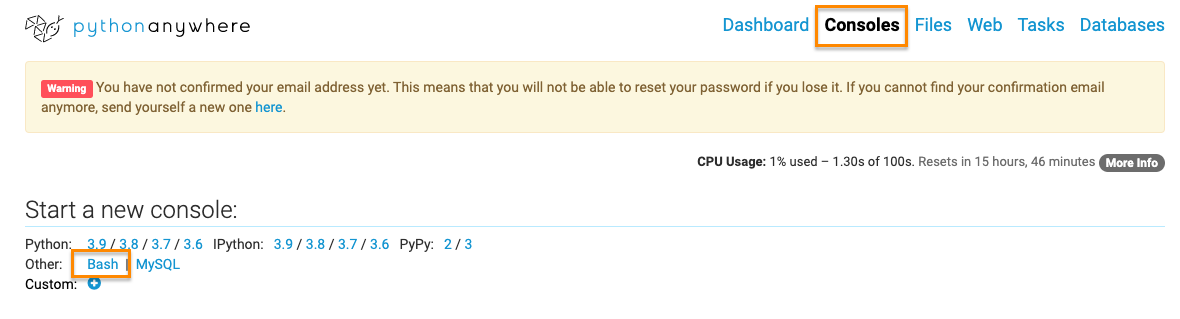 pythonanywhere
Dashboard Consoles Files Web Tasks Databases
Warning You have not confirmed your email address yet. This means that you will not be able to reset your password if you lose it. If you cannot find your confirmation email
anymore, send yourself a new one here.
CPU Usage: 1% used – 1.30s of 100s. Resets in 15 hours, 46 minutes More Info
Start a new console:
Python: 3.9 / 3.8 / 3.7 / 3.6 IPython: 3.9 / 3.8 / 3.7 / 3.6 PyPy: 2 / 3
Other: Bash | MySQL
Custom: